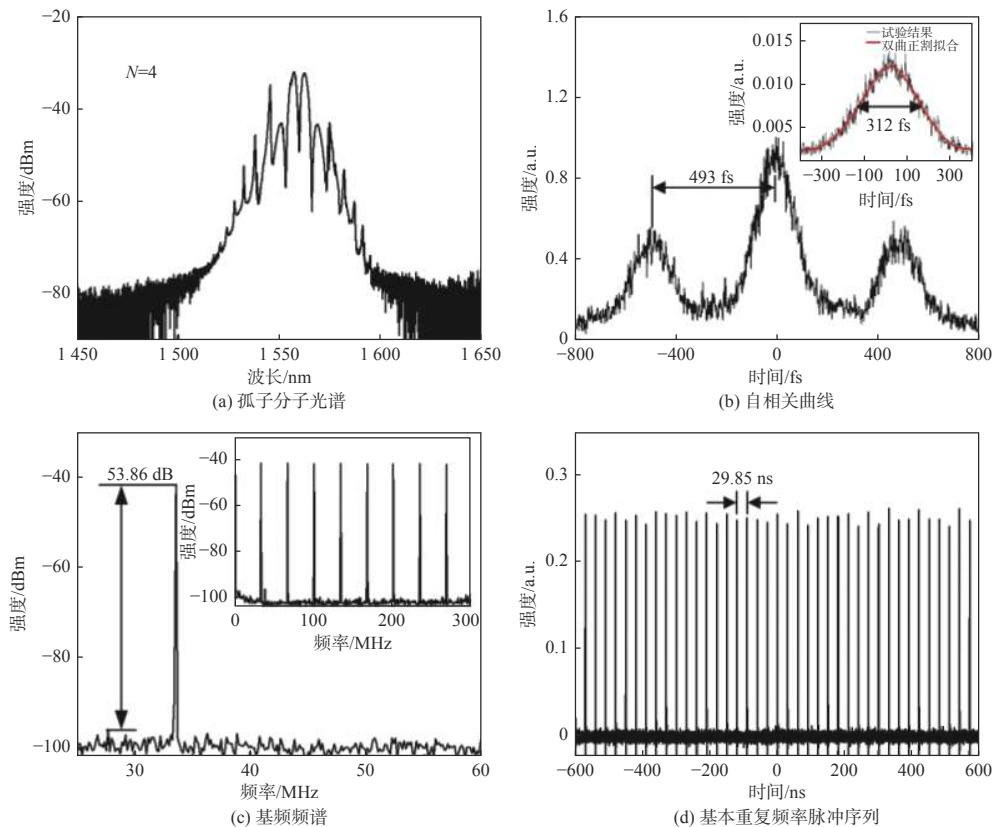 −20
−40
−60
−80
N=4
强度/dBm
1 450
1 500
1 550
1 600
1 650
波长/nm
(a) 孤子分子光谱
1.6
1.2
0.8
0.4
0
强度/a.u.
493 fs
−800
−400
0
400
800
时间/fs
(b) 自相关曲线
试验结果
双曲正割拟合
0.015
0.010
0.005
强度/a.u.
312 fs
−300
−100
100
300
时间/fs
−40
−60
−80
−100
强度/dBm
53.86 dB
30
40
50
60
频率/MHz
(c) 基频频谱
−40
−60
−80
−100
强度/dBm
0
100
200
300
频率/MHz
0.3
0.2
0.1
0
强度/a.u.
29.85 ns
−600
−400
−200
0
200
400
600
时间/ns
(d) 基本重复频率脉冲序列